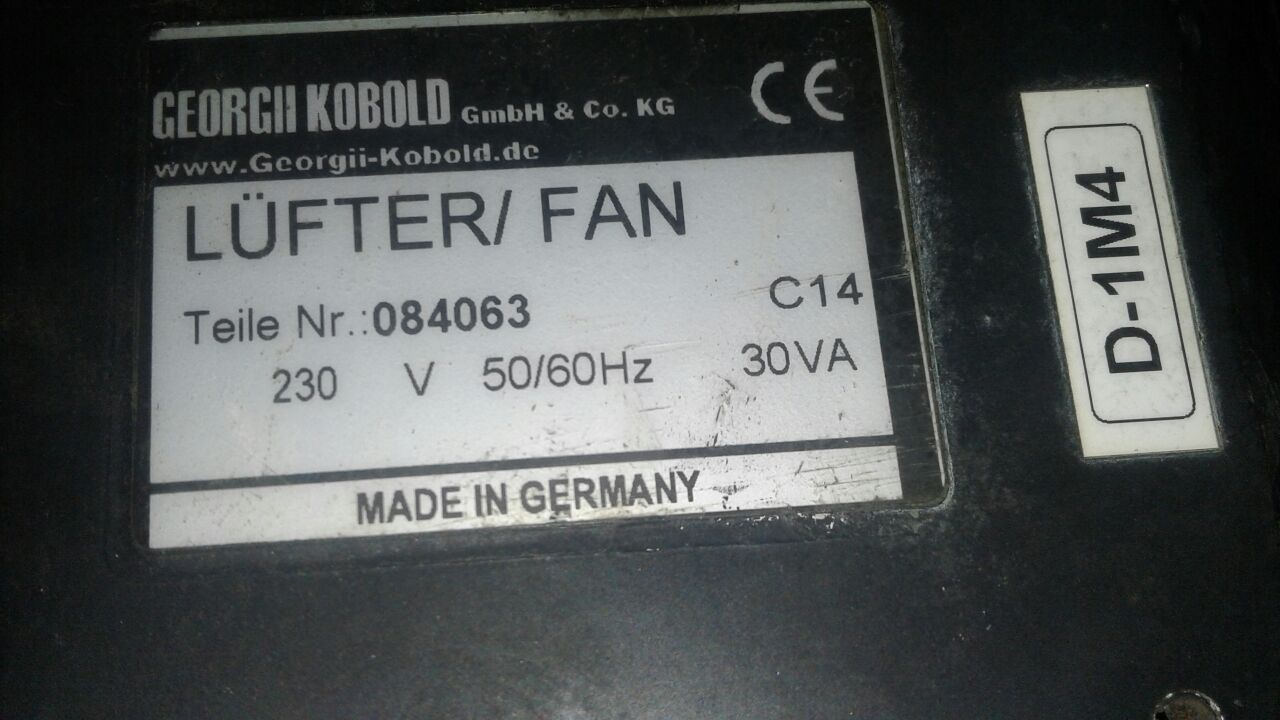 GEORGII KOBOLD GmbH & Co. KG CE
www.Georgii-Kobold.de
LÜFTER/ FAN
Teile Nr.:084063 C14
230 V 50/60Hz 30VA
MADE IN GERMANY
D-1M4